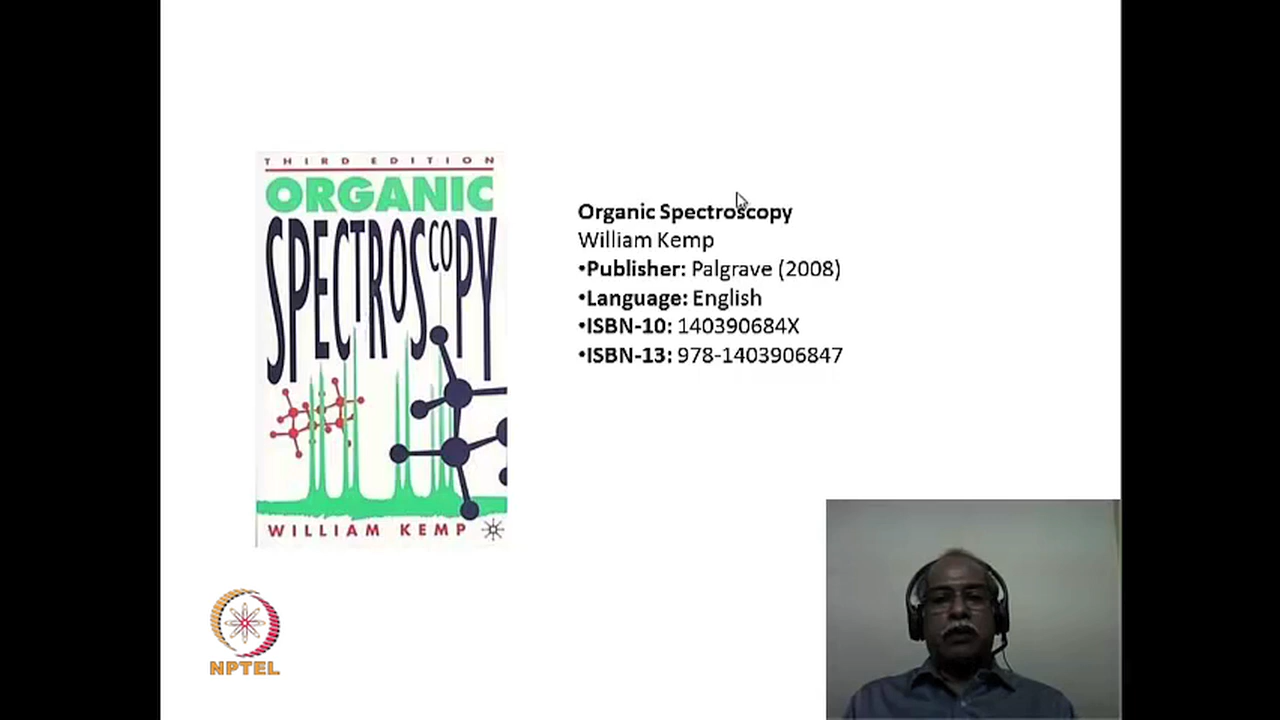 THIRD EDITION
ORGANIC
SPECTROSCOPY
WILLIAM KEMP
Organic Spectroscopy
William Kemp
•Publisher: Palgrave (2008)
•Language: English
•ISBN-10: 140390684X
•ISBN-13: 978-1403906847
NPTEL